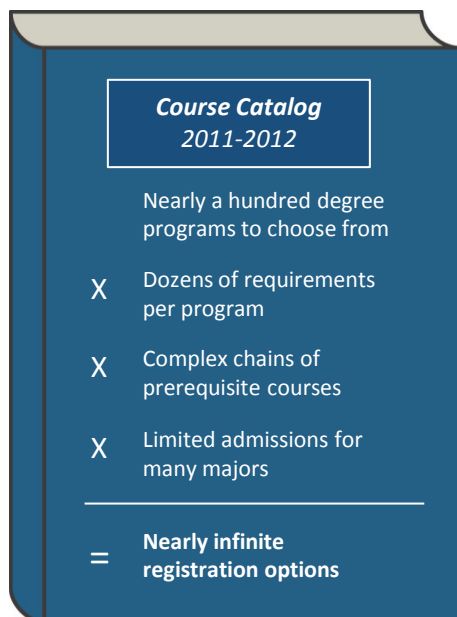 Course Catalog
2011-2012
Nearly a hundred degree
programs to choose from
X Dozens of requirements
per program
X Complex chains of
prerequisite courses
X Limited admissions for
many majors
= Nearly infinite
registration options